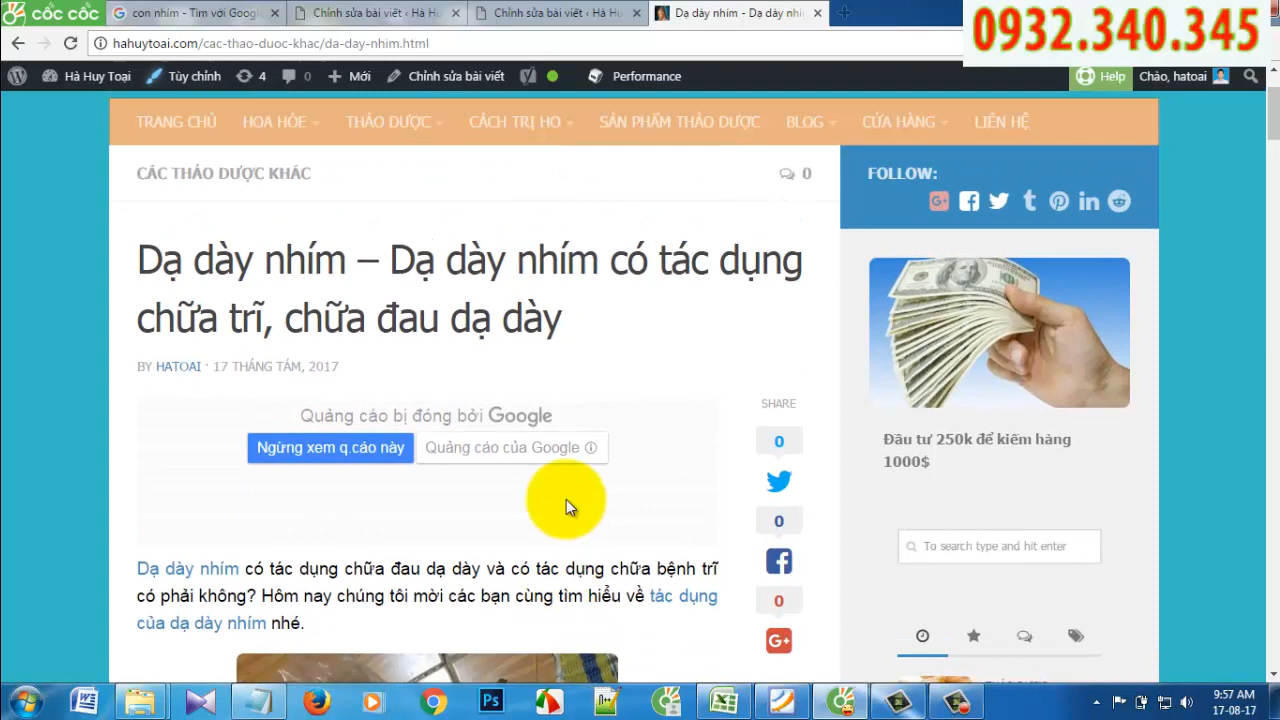 cốc cốc
con nhím - Tìm với Googl
Chỉnh sửa bài viết ‹ Hà Hu
Chỉnh sửa bài viết ‹ Hà Hu
Dạ dày nhím - Dạ dày nhí
0932.340.345
hahuytoai.com/cac-thao-duoc-khac/da-day-nhim.html
Hà Huy Toại
Tùy chỉnh
4
0
Mới
Chỉnh sửa bài viết
Performance
Help
Chào, hatoai
TRANG CHỦ
HOA HÒE
THẢO DƯỢC
CÁCH TRỊ HO
SẢN PHẨM THẢO DƯỢC
BLOG
CỬA HÀNG
LIÊN HỆ
CÁC THẢO DƯỢC KHÁC
0
FOLLOW:
Dạ dày nhím – Dạ dày nhím có tác dụng
chữa trĩ, chữa đau dạ dày
BY HATOAI · 17 THÁNG TÁM, 2017
Quảng cáo bị đóng bởi Google
Ngừng xem q.cáo này
Quảng cáo của Google
SHARE
0
0
0
Dạ dày nhím có tác dụng chữa đau dạ dày và có tác dụng chữa bệnh trĩ
có phải không? Hôm nay chúng tôi mời các bạn cùng tìm hiểu về tác dụng
của dạ dày nhím nhé.
Đầu tư 250k để kiếm hàng
1000$
To search type and hit enter
9:57 AM
17-08-17